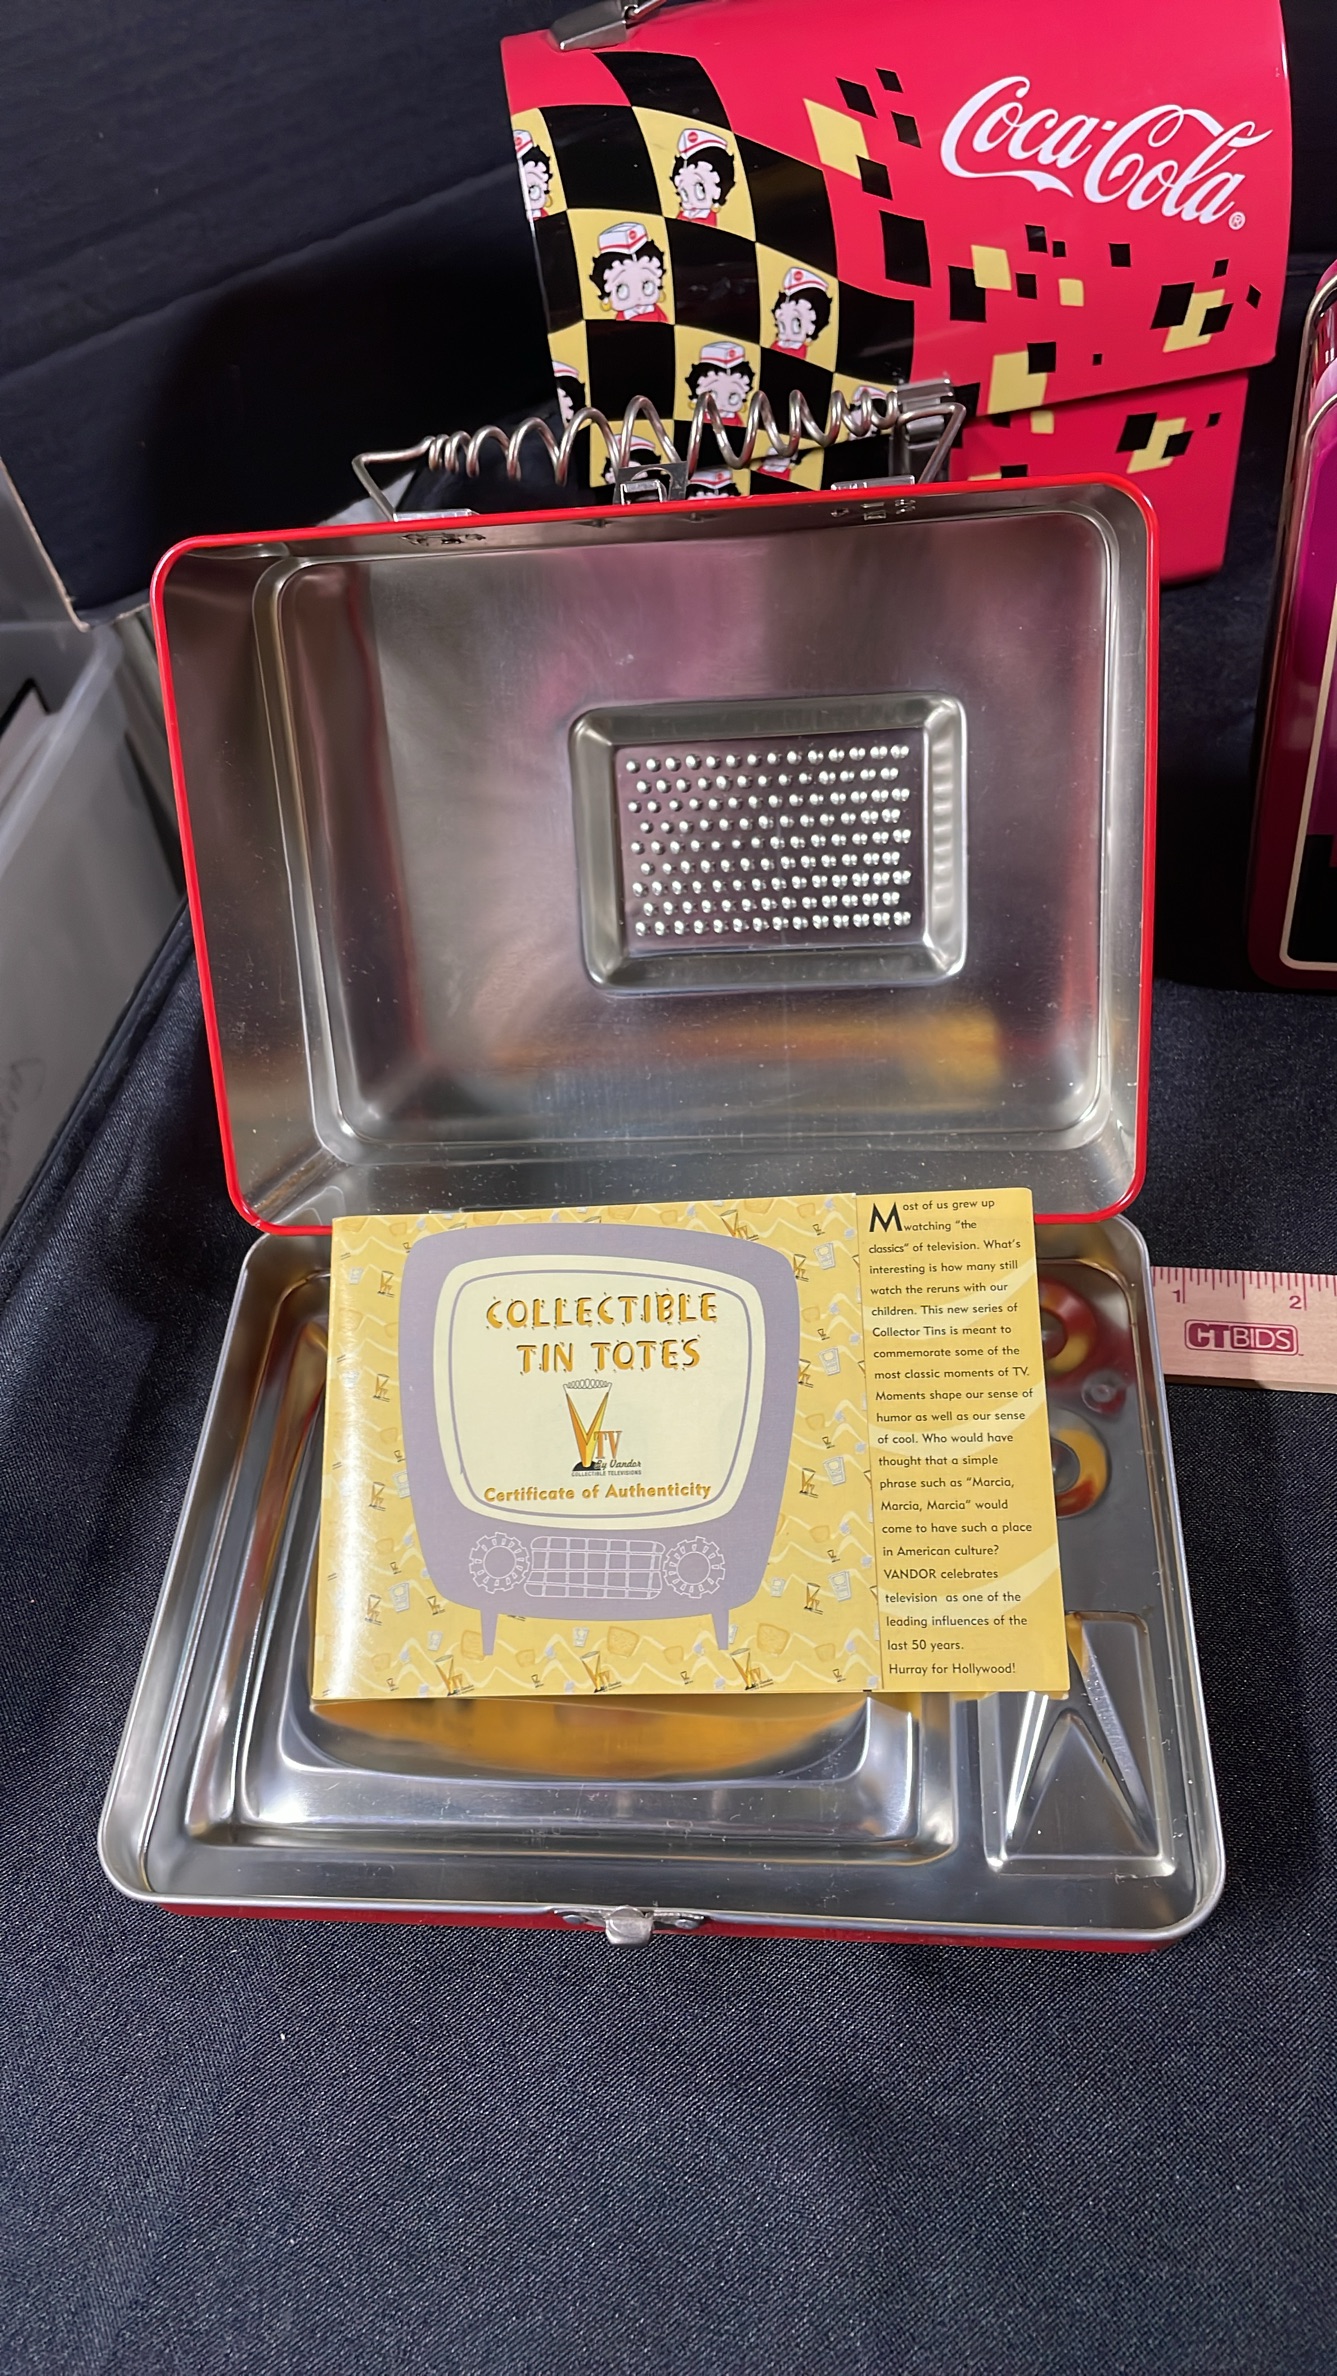 Coca-Cola®
COLLECTIBLE
TIN TOTES
VTV
By Vandor
COLLECTIBLE TELEVISIONS
Certificate of Authenticity
Most of us grew up
watching "the
classics" of television. What's
interesting is how many still
watch the reruns with our
children. This new series of
Collector Tins is meant to
commemorate some of the
most classic moments of TV.
Moments shape our sense of
humor as well as our sense
of cool. Who would have
thought that a simple
phrase such as "Marcia,
Marcia, Marcia" would
come to have such a place
in American culture?
VANDOR celebrates
television as one of the
leading influences of the
last 50 years.
Hurray for Hollywood!
1 2
CTBIDS